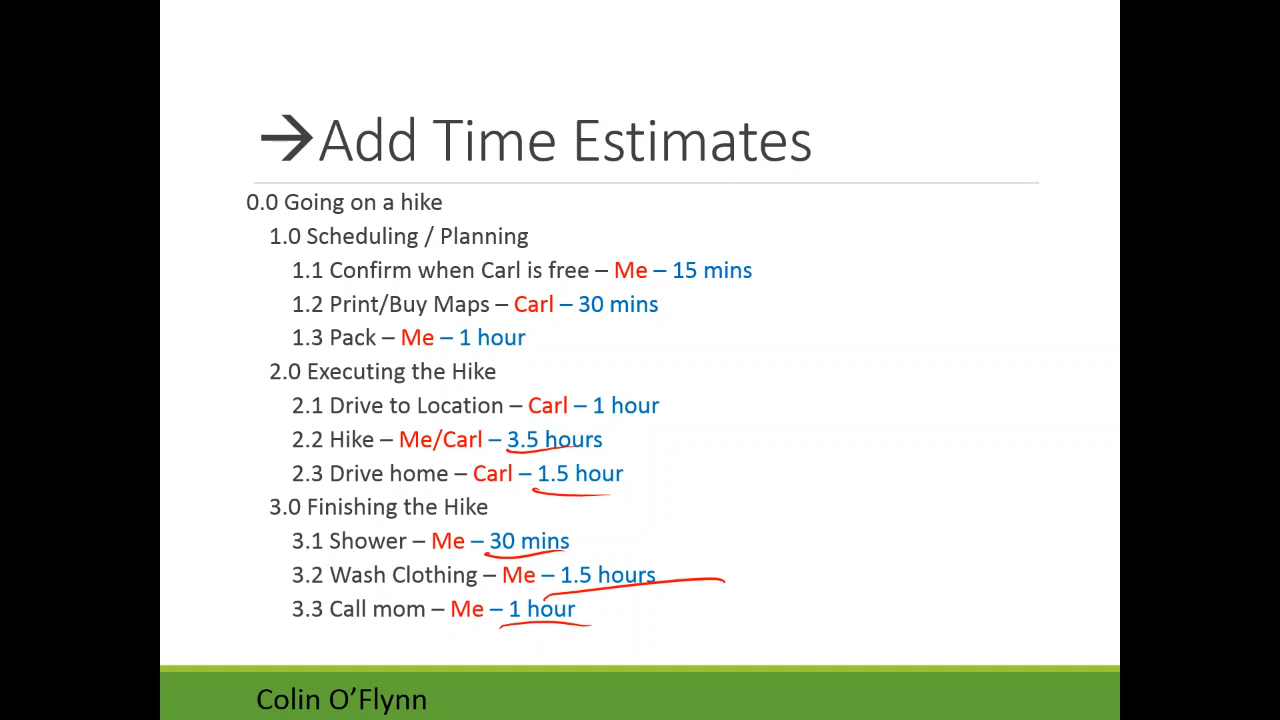 →Add Time Estimates
0.0 Going on a hike
1.0 Scheduling / Planning
1.1 Confirm when Carl is free – Me – 15 mins
1.2 Print/Buy Maps – Carl – 30 mins
1.3 Pack – Me – 1 hour
2.0 Executing the Hike
2.1 Drive to Location – Carl – 1 hour
2.2 Hike – Me/Carl – 3.5 hours
2.3 Drive home – Carl – 1.5 hour
3.0 Finishing the Hike
3.1 Shower – Me – 30 mins
3.2 Wash Clothing – Me – 1.5 hours
3.3 Call mom – Me – 1 hour
Colin O’Flynn